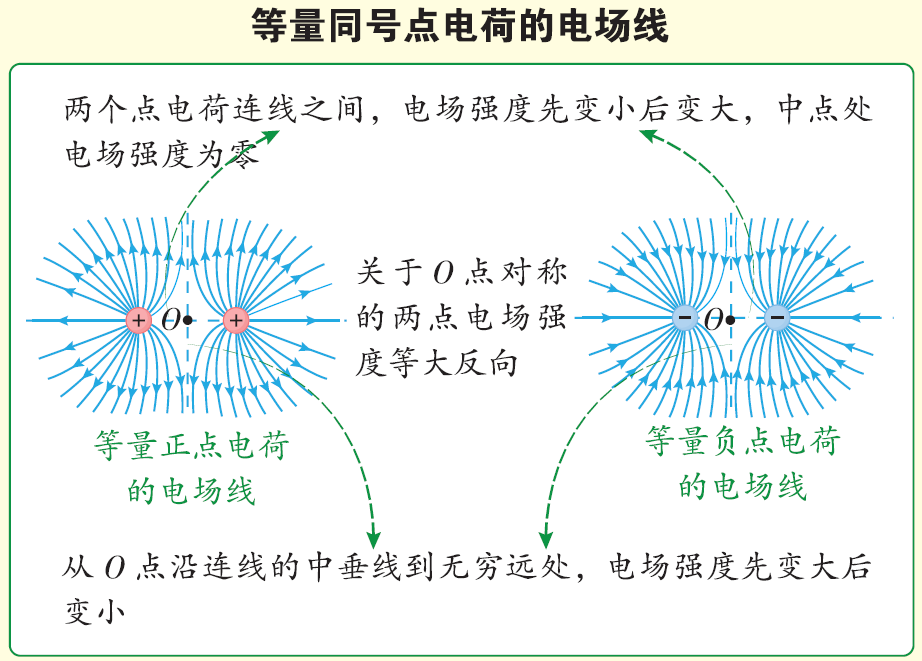 等量同号点电荷的电场线
两个点电荷连线之间，电场强度先变小后变大，中点处
电场强度为零
关于O点对称
的两点电场强
度等大反向
+ O +
- O -
等量正点电荷
的电场线
等量负点电荷
的电场线
从O点沿连线的中垂线到无穷远处，电场强度先变大后
变小